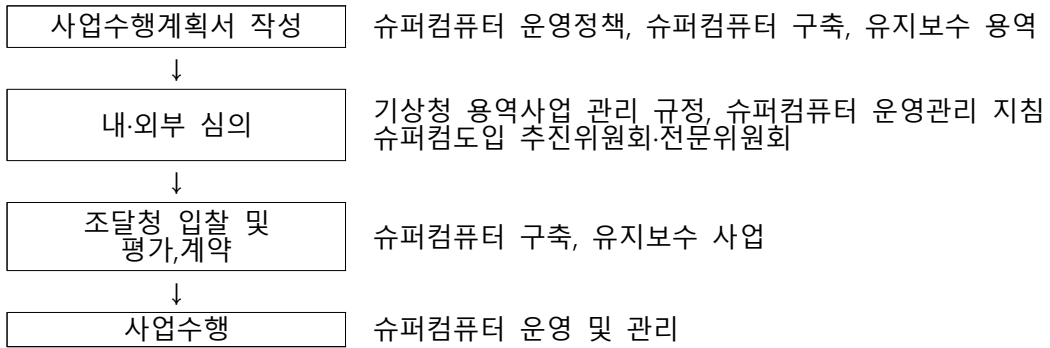 사업수행계획서 작성 슈퍼컴퓨터 운영정책, 슈퍼컴퓨터 구축, 유지보수 용역
↓
내·외부 심의 기상청 용역사업 관리 규정, 슈퍼컴퓨터 운영관리 지침
슈퍼컴도입 추진위원회·전문위원회
↓
조달청 입찰 및
평가,계약 슈퍼컴퓨터 구축, 유지보수 사업
↓
사업수행 슈퍼컴퓨터 운영 및 관리